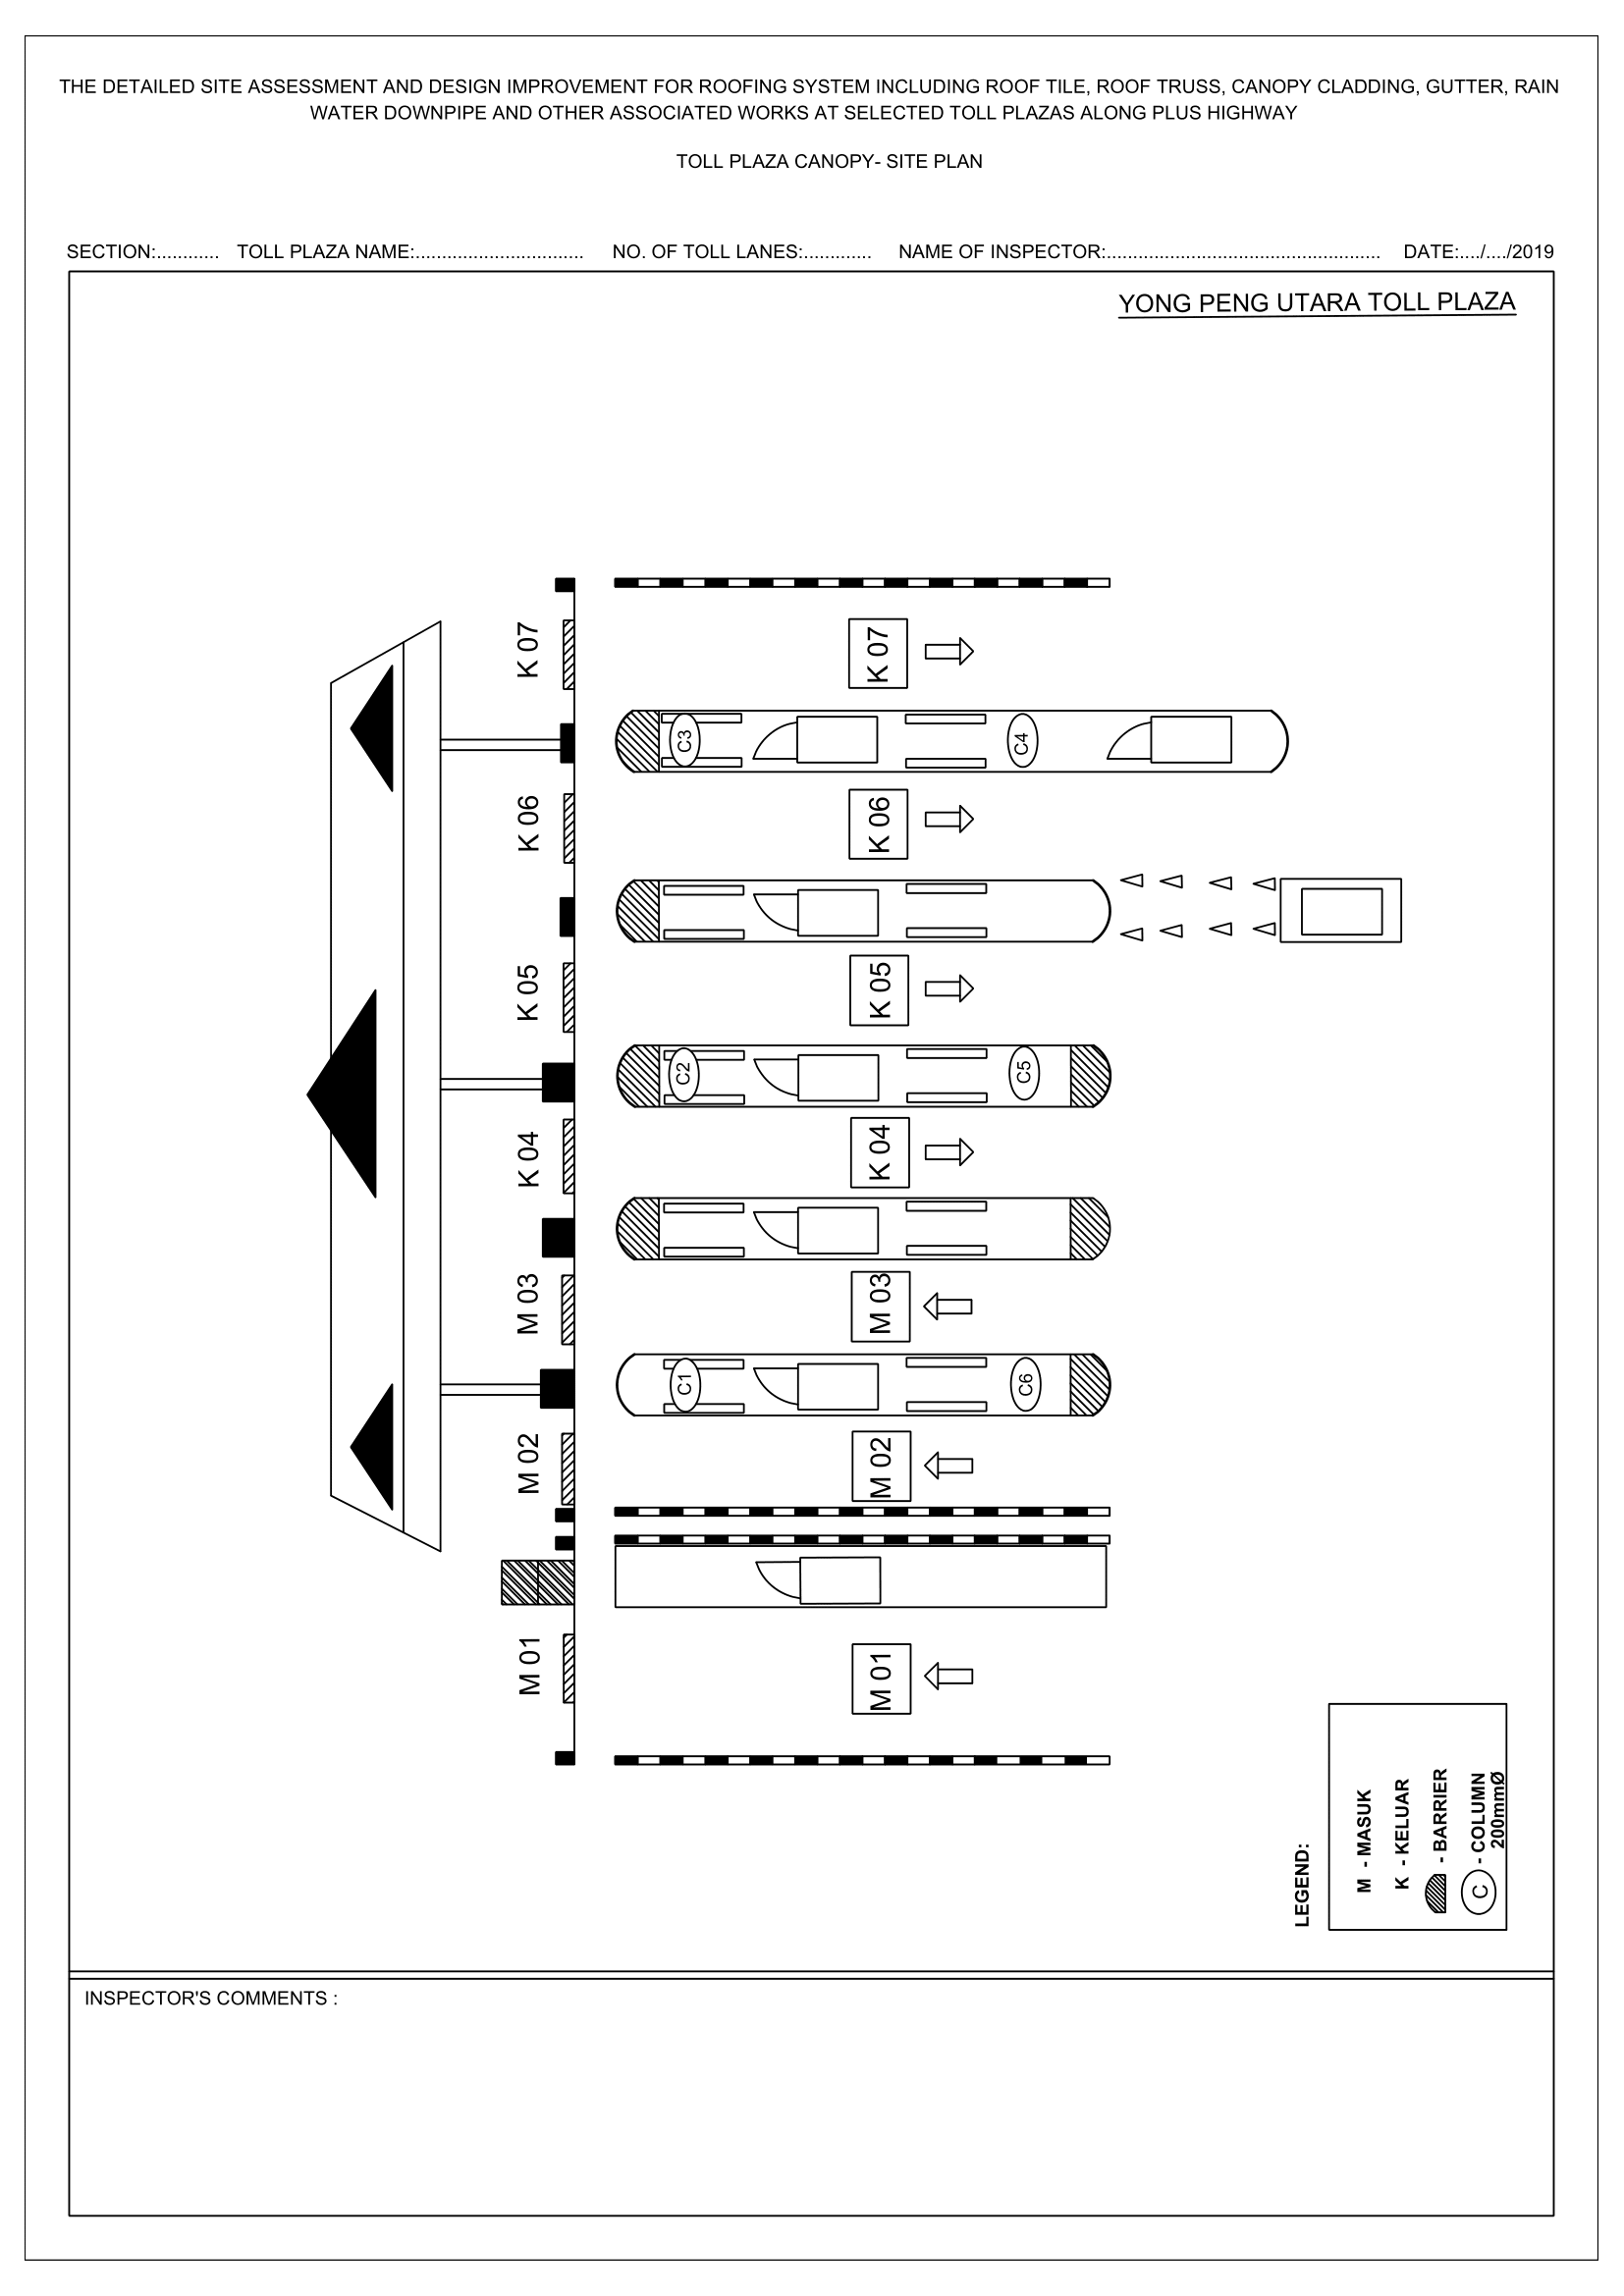 THE DETAILED SITE ASSESSMENT AND DESIGN IMPROVEMENT FOR ROOFING SYSTEM INCLUDING ROOF TILE, ROOF TRUSS, CANOPY CLADDING, GUTTER, RAIN
WATER DOWNPIPE AND OTHER ASSOCIATED WORKS AT SELECTED TOLL PLAZAS ALONG PLUS HIGHWAY
TOLL PLAZA CANOPY- SITE PLAN
SECTION:............ TOLL PLAZA NAME:................................ NO. OF TOLL LANES:............. NAME OF INSPECTOR:.................................................... DATE:..../..../2019
YONG PENG UTARA TOLL PLAZA
K 07
K 07
C3
C4
K 06
K 06
K 05
K 05
C2
C5
K 04
K 04
M 03
M 03
C1
C6
M 02
M 02
M 01
M 01
LEGEND:
M - MASUK
K - KELUAR
- BARRIER
C - COLUMN
200mmØ
INSPECTOR'S COMMENTS :